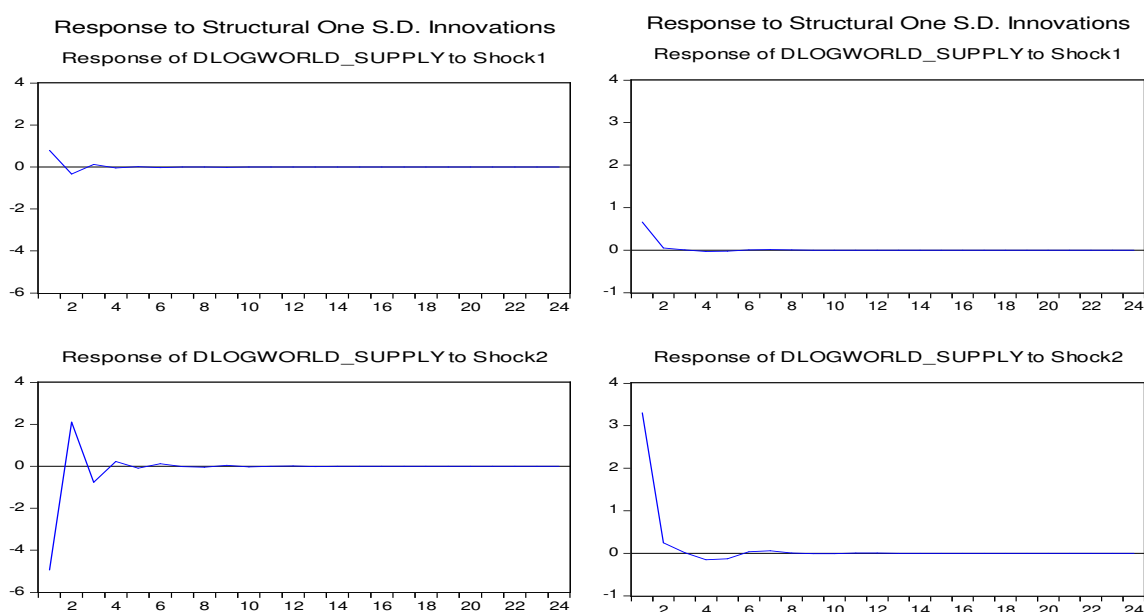 Response to Structural One S.D. Innovations
Response of DLOGWORLD_SUPPLY to Shock1
4
2
0
-2
-4
-6
2 4 6 8 10 12 14 16 18 20 22 24
Response of DLOGWORLD_SUPPLY to Shock2
4
2
0
-2
-4
-6
2 4 6 8 10 12 14 16 18 20 22 24
Response to Structural One S.D. Innovations
Response of DLOGWORLD_SUPPLY to Shock1
4
3
2
1
0
-1
2 4 6 8 10 12 14 16 18 20 22 24
Response of DLOGWORLD_SUPPLY to Shock2
4
3
2
1
0
-1
2 4 6 8 10 12 14 16 18 20 22 24